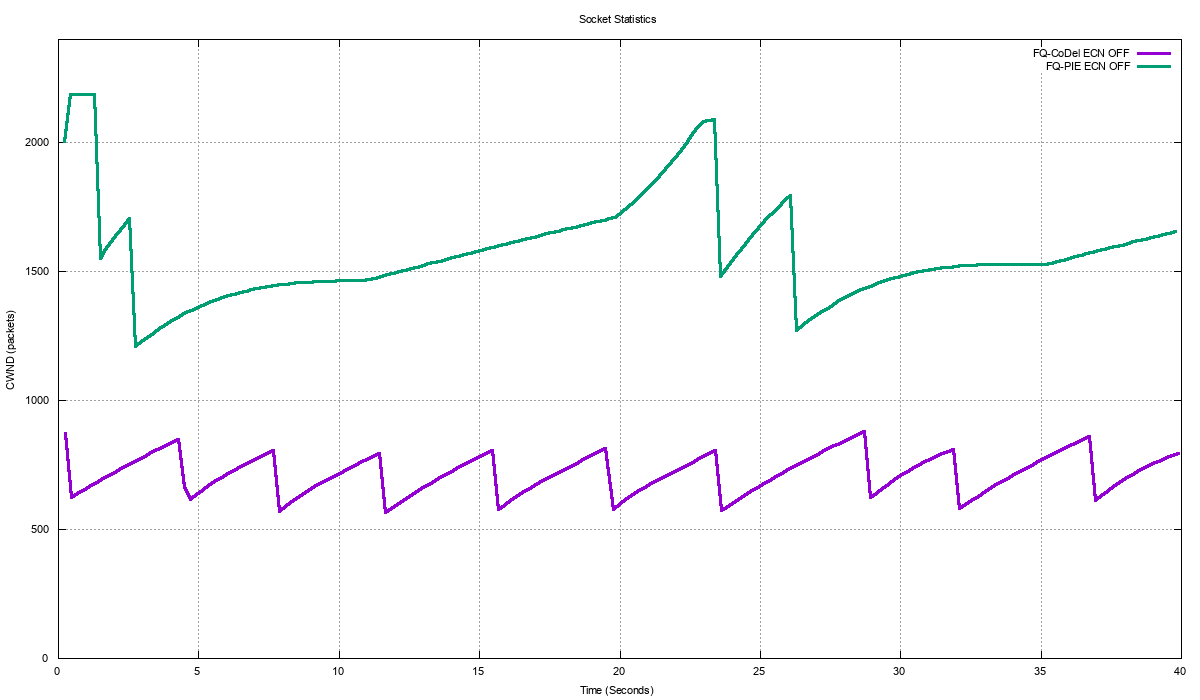 Socket Statistics
FQ-CoDel ECN OFF
FQ-PIE ECN OFF
2000
1500
1000
500
0
CWND (packets)
0 5 10 15 20 25 30 35 40
Time (Seconds)